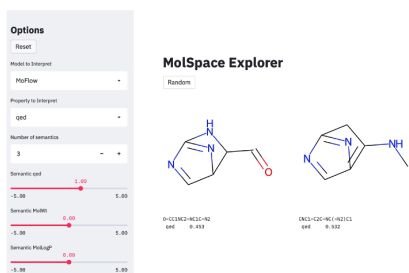 Options
Reset
Model to Interpret
MoFlow
Property to Interpret
qed
Number of semantics
3 - +
Semantic qed
1.00
-5.00 5.00
Semantic MolWt
0.00
-5.00 5.00
Semantic MolLogP
0.00
-5.00 5.00
MolSpace Explorer
Random
H
N
N
N
O
N
N
NH
O=CC1NC2=NC1C=N2
qed 0.453
CNC1=C2C=NC(=N2)C1
qed 0.532